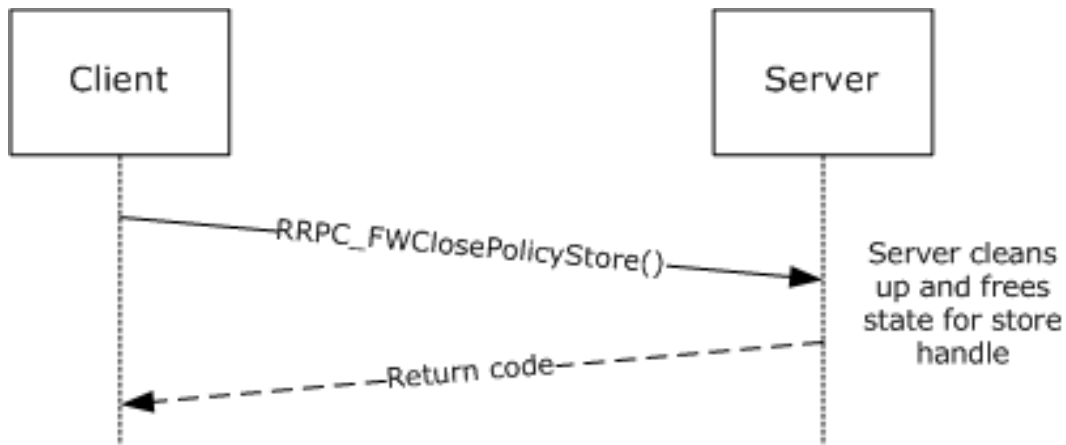 Client
Server
RRPC_FWClosePolicyStore()
Server cleans
up and frees
state for store
handle
Return code